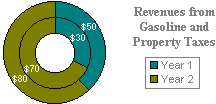 Revenues from
Gasoline and
Property Taxes
$50
$30
$70
$80
Year 1
Year 2